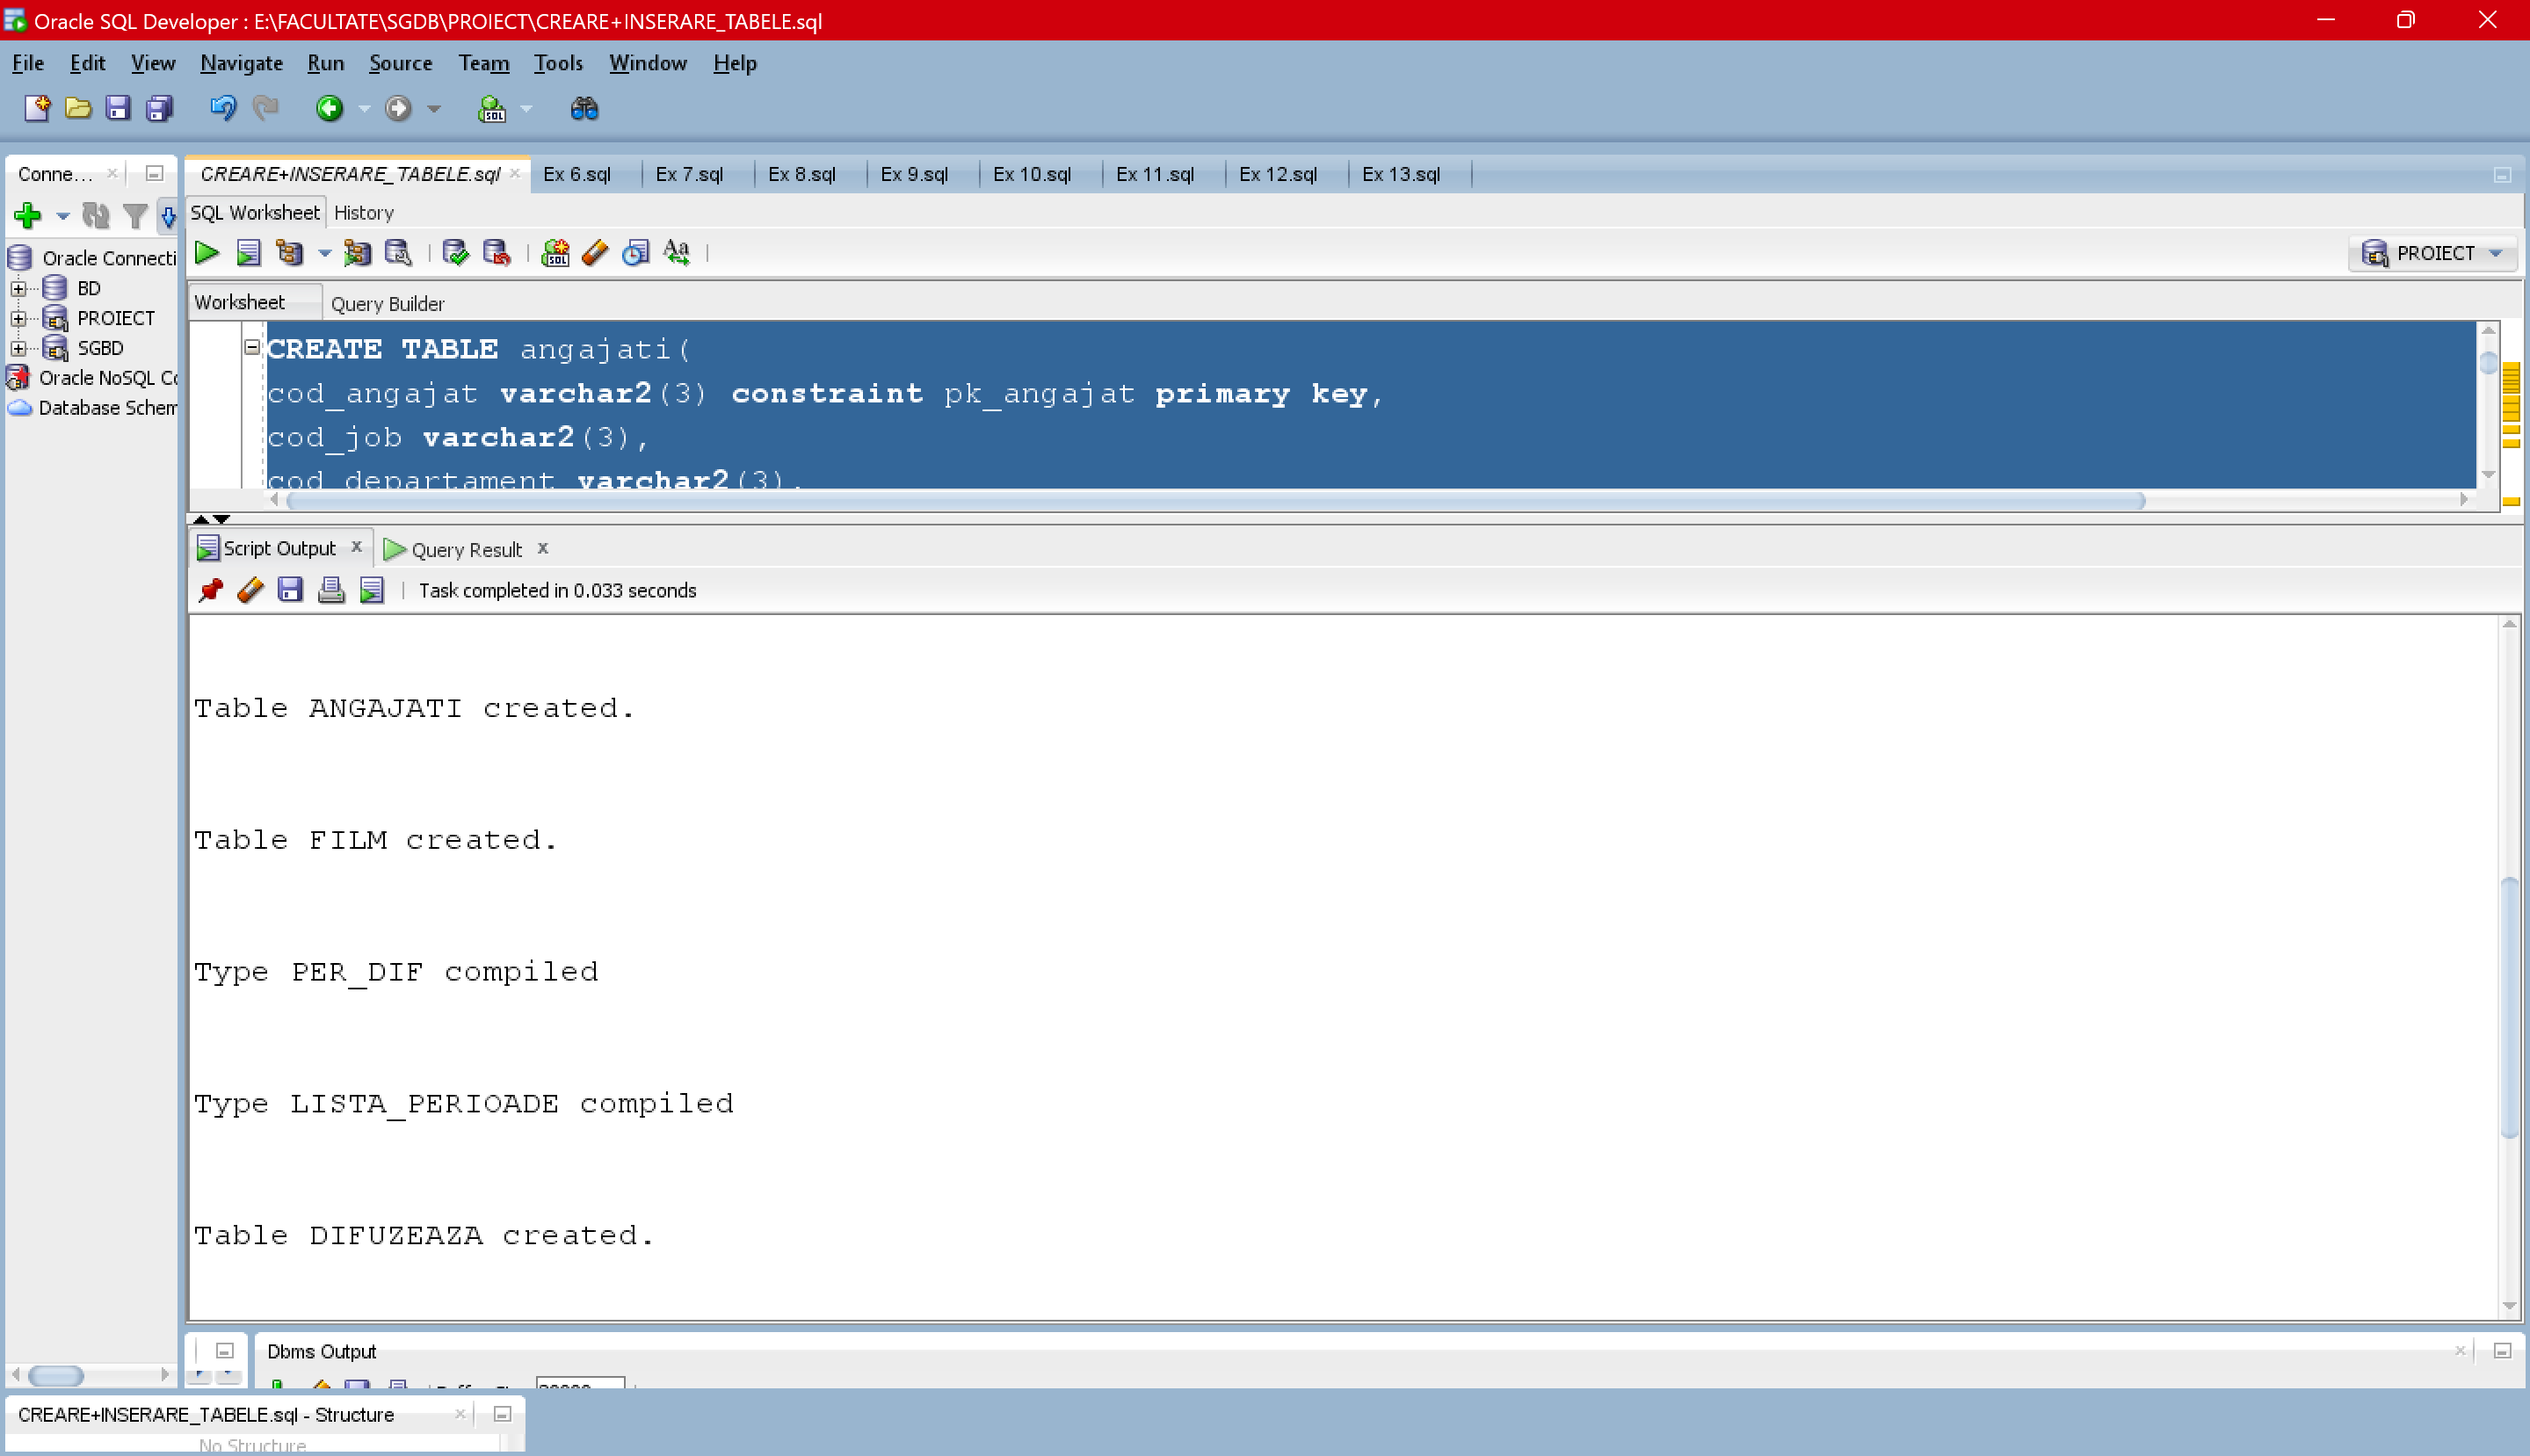 Oracle SQL Developer : E:\FACULTATE\SGDB\PROIECT\CREARE+INSERARE_TABELE.sql
File Edit View Navigate Run Source Team Tools Window Help
Conne...
CREARE+INSERARE_TABELE.sql Ex 6.sql Ex 7.sql Ex 8.sql Ex 9.sql Ex 10.sql Ex 11.sql Ex 12.sql Ex 13.sql
SQL Worksheet History
PROIECT
Oracle Connecti
BD
PROIECT
SGBD
Oracle NoSQL Co
Database Schem
Worksheet Query Builder
CREATE TABLE angajati(
cod_angajat varchar2(3) constraint pk_angajat primary key,
cod_job varchar2(3),
cod_departament varchar2(3),
Script Output Query Result
Task completed in 0.033 seconds
Table ANGAJATI created.
Table FILM created.
Type PER_DIF compiled
Type LISTA_PERIOADE compiled
Table DIFUZEAZA created.
Dbms Output
CREARE+INSERARE_TABELE.sql - Structure
No Structure